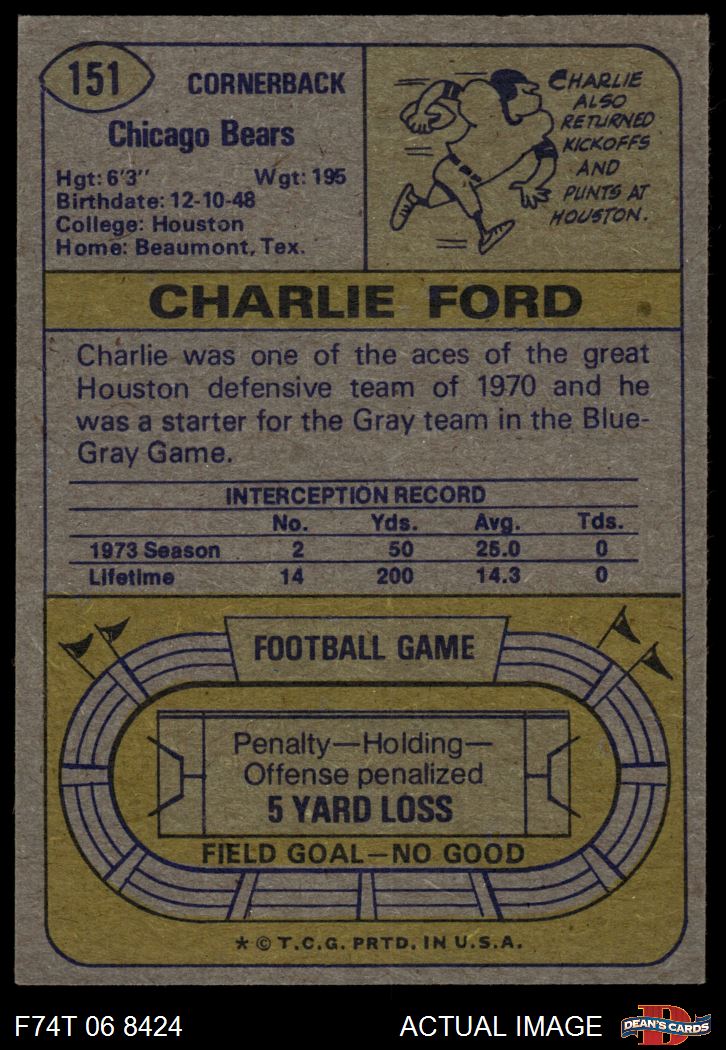 151
CORNERBACK
Chicago Bears
Hgt: 6'3" Wgt: 195
Birthdate: 12-10-48
College: Houston
Home: Beaumont, Tex.
CHARLIE
ALSO
RETURNED
KICKOFFS
AND
PUNTS AT
HOUSTON.
CHARLIE FORD
Charlie was one of the aces of the great
Houston defensive team of 1970 and he
was a starter for the Gray team in the Blue-
Gray Game.
INTERCEPTION RECORD
No. Yds. Avg. Tds.
1973 Season 2 50 25.0 0
Lifetime 14 200 14.3 0
FOOTBALL GAME
Penalty—Holding—
Offense penalized
5 YARD LOSS
FIELD GOAL—NO GOOD
* © T.C.G. PRTD. IN U.S.A.
F74T 06 8424 ACTUAL IMAGE
D
DEAN'S CARDS